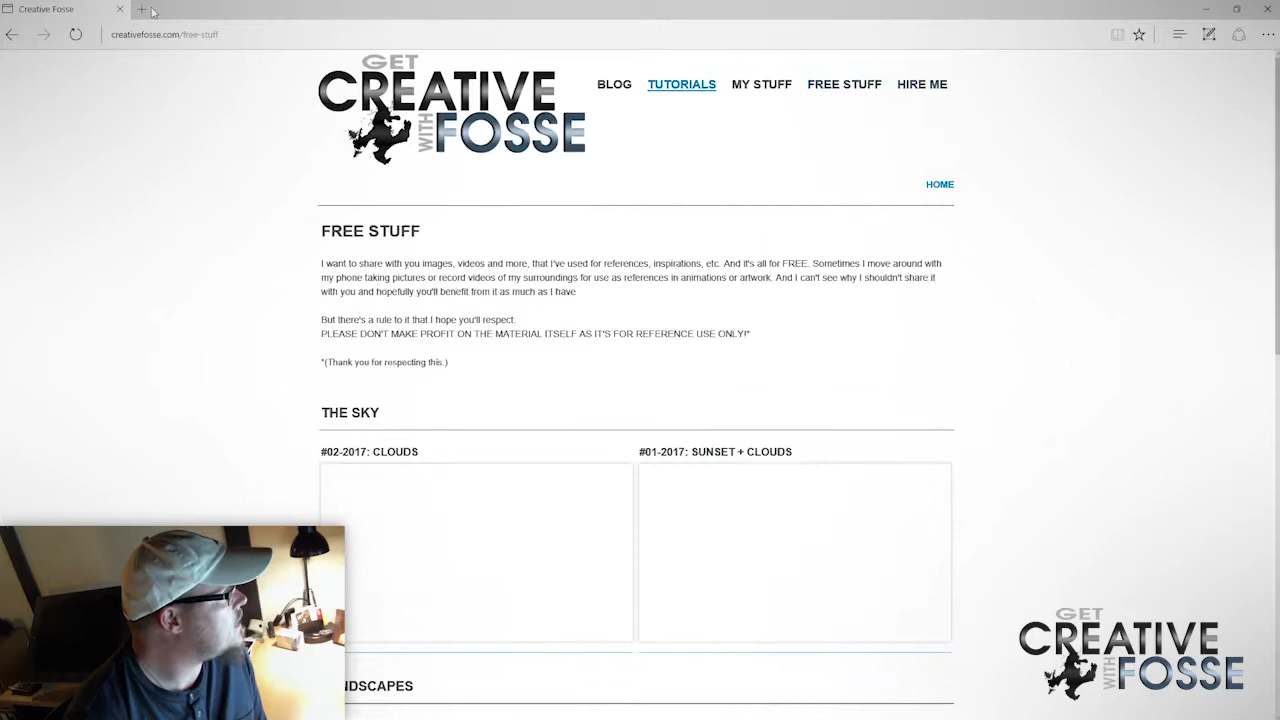 Creative Fosse
creativefosse.com/free-stuff
GET
CREATIVE
WITH FOSSE
BLOG TUTORIALS MY STUFF FREE STUFF HIRE ME
HOME
FREE STUFF
I want to share with you images, videos and more, that I've used for references, inspirations, etc. And it's all for FREE. Sometimes I move around with
my phone taking pictures or record videos of my surroundings for use as references in animations or artwork. And I can't see why I shouldn't share it
with you and hopefully you'll benefit from it as much as I have
But there's a rule to it that I hope you'll respect:
PLEASE DON'T MAKE PROFIT ON THE MATERIAL ITSELF AS IT'S FOR REFERENCE USE ONLY!*
*(Thank you for respecting this.)
THE SKY
#02-2017: CLOUDS #01-2017: SUNSET + CLOUDS
NDSCAPES
GET
CREATIVE
WITH FOSSE